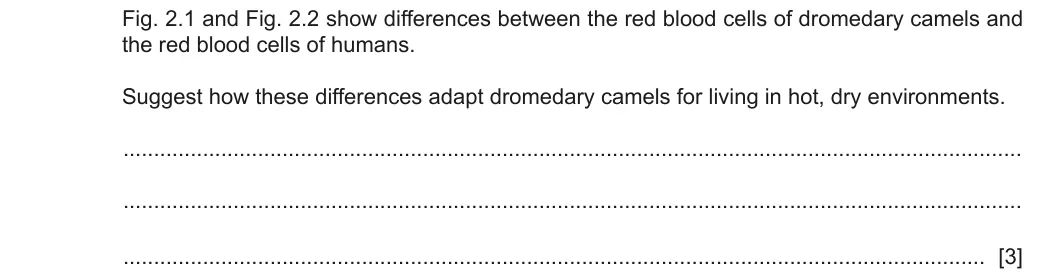 Fig. 2.1 and Fig. 2.2 show differences between the red blood cells of dromedary camels and
the red blood cells of humans.
Suggest how these differences adapt dromedary camels for living in hot, dry environments.
..........................................................................................................................................................
..........................................................................................................................................................
.................................................................................................................................................... [3]